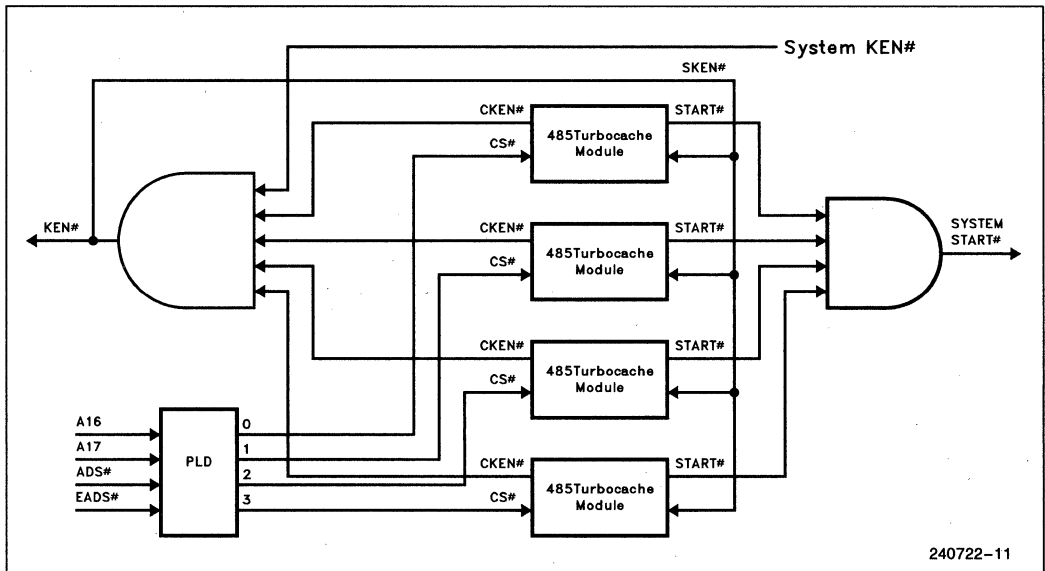 System KEN#
SKEN#
CKEN#
START#
485Turbocache
Module
CS#
KEN#
CKEN#
START#
485Turbocache
Module
CS#
SYSTEM
START#
CKEN#
START#
485Turbocache
Module
CS#
A16
A17
ADS#
EADS#
PLD
0
1
2
3
CKEN#
START#
485Turbocache
Module
CS#
240722-11